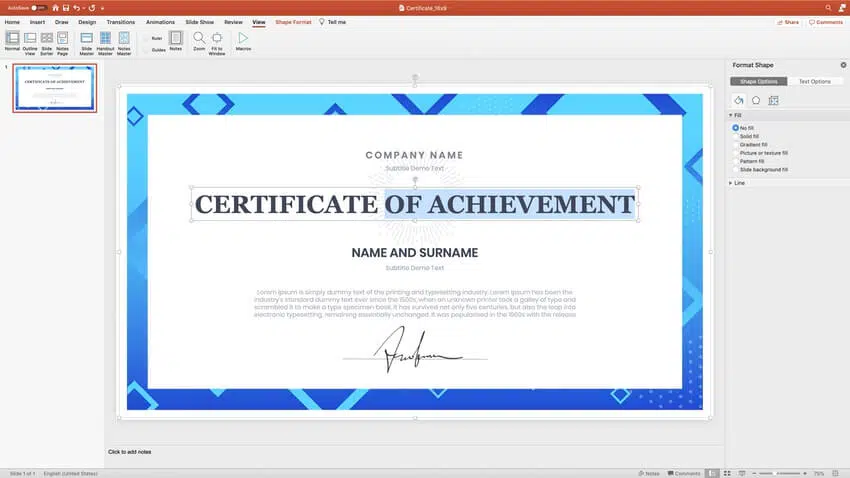 AutoSave OFF
Certificate_16x9
Home Insert Draw Design Transitions Animations Slide Show Review View Shape Format Tell me
Share Comments
Normal Outline View Slide Sorter Notes Page Slide Master Handout Master Notes Master Ruler Guides Notes Zoom Fit to Window Macros
Format Shape
Shape Options Text Options
Fill
No fill
Solid fill
Gradient fill
Picture or texture fill
Pattern fill
Slide background fill
Line
1
COMPANY NAME
Subtitle Demo Text
CERTIFICATE OF ACHIEVEMENT
NAME AND SURNAME
Subtitle Demo Text
Lorem Ipsum is simply dummy text of the printing and typesetting industry. Lorem Ipsum has been the
industry's standard dummy text ever since the 1500s, when an unknown printer took a galley of type and
scrambled it to make a type specimen book. It has survived not only five centuries, but also the leap into
electronic typesetting, remaining essentially unchanged. It was popularised in the 1960s with the release
Click to add notes
Slide 1 of 1 English (United States)
Notes Comments 75%